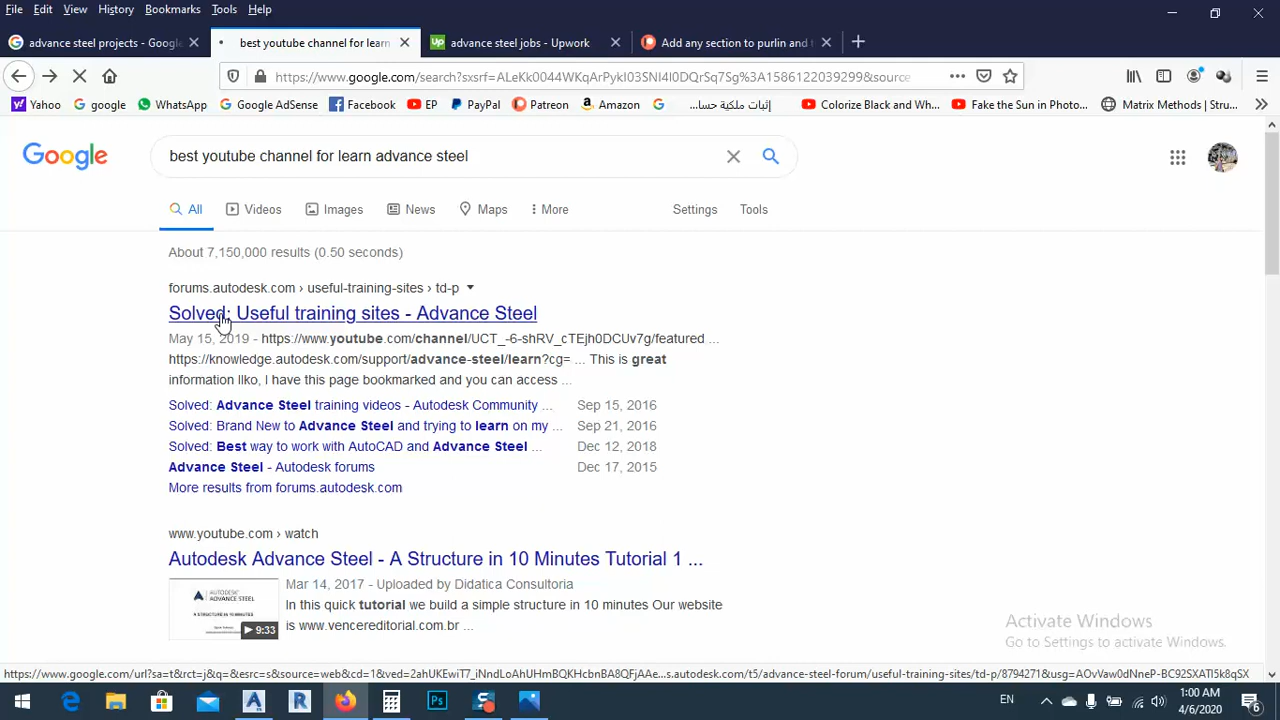 File Edit View History Bookmarks Tools Help
advance steel projects - Google
best youtube channel for learn
advance steel jobs - Upwork
Add any section to purlin and
https://www.google.com/search?sxsrf=ALeKk0044WKqArPykI03SNI4l0DQrSq7Sg%3A1586122039299&source
Yahoo google WhatsApp Google AdSense Facebook EP PayPal Patreon Amazon إثبات ملكية حسا... Colorize Black and Wh... Fake the Sun in Photo... Matrix Methods | Stru...
Google
best youtube channel for learn advance steel
All Videos Images News Maps More Settings Tools
About 7,150,000 results (0.50 seconds)
forums.autodesk.com › useful-training-sites › td-p
Solved: Useful training sites - Advance Steel
May 15, 2019 - https://www.youtube.com/channel/UCT_-6-shRV_cTEjh0DCUv7g/featured ...
https://knowledge.autodesk.com/support/advance-steel/learn?cg= ... This is great
information llko, I have this page bookmarked and you can access ...
Solved: Advance Steel training videos - Autodesk Community ... Sep 15, 2016
Solved: Brand New to Advance Steel and trying to learn on my ... Sep 21, 2016
Solved: Best way to work with AutoCAD and Advance Steel ... Dec 12, 2018
Advance Steel - Autodesk forums Dec 17, 2015
More results from forums.autodesk.com
www.youtube.com › watch
Autodesk Advance Steel - A Structure in 10 Minutes Tutorial 1 ...
Mar 14, 2017 - Uploaded by Didatica Consultoria
In this quick tutorial we build a simple structure in 10 minutes Our website
is www.vencereditorial.com.br ...
AUTODESK
ADVANCE STEEL
A STRUCTURE IN 10 MINUTES
9:33
Activate Windows
Go to Settings to activate Windows.
EN
1:00 AM
4/6/2020
6